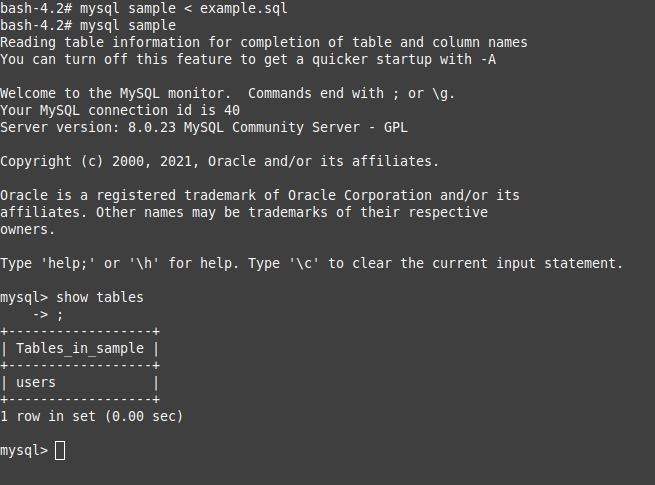 bash-4.2# mysql sample < example.sql
bash-4.2# mysql sample
Reading table information for completion of table and column names
You can turn off this feature to get a quicker startup with -A

Welcome to the MySQL monitor.  Commands end with ; or \g.
Your MySQL connection id is 40
Server version: 8.0.23 MySQL Community Server - GPL

Copyright (c) 2000, 2021, Oracle and/or its affiliates.

Oracle is a registered trademark of Oracle Corporation and/or its
affiliates. Other names may be trademarks of their respective
owners.

Type 'help;' or '\h' for help. Type '\c' to clear the current input statement.

mysql> show tables
    -> ;
+------------------+
| Tables_in_sample |
+------------------+
| users            |
+------------------+
1 row in set (0.00 sec)

mysql>